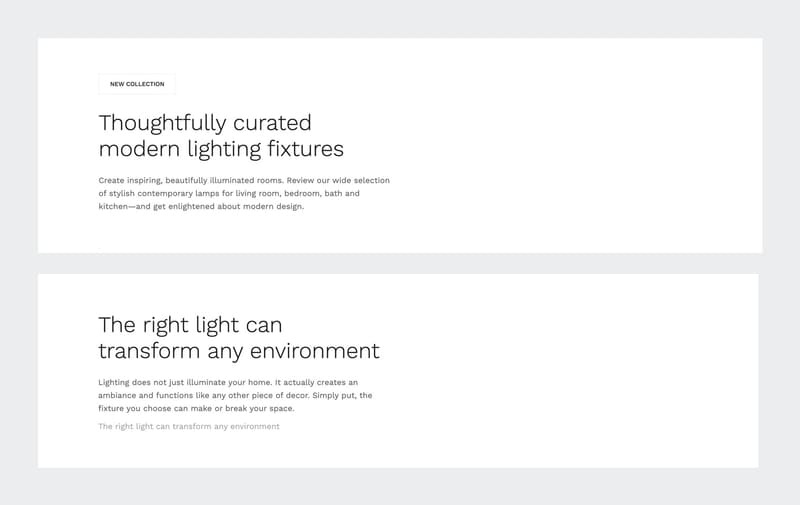 NEW COLLECTION
Thoughtfully curated
modern lighting fixtures
Create inspiring, beautifully illuminated rooms. Review our wide selection
of stylish contemporary lamps for living room, bedroom, bath and
kitchen—and get enlightened about modern design.
The right light can
transform any environment
Lighting does not just illuminate your home. It actually creates an
ambiance and functions like any other piece of decor. Simply put, the
fixture you choose can make or break your space.
The right light can transform any environment